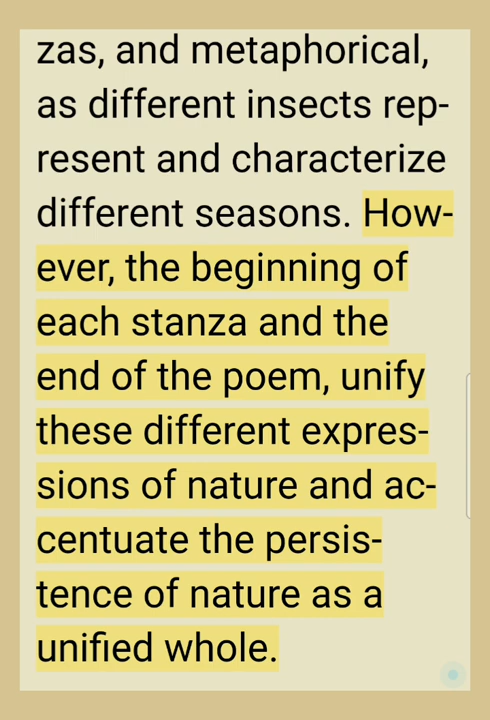 zas, and metaphorical,
as different insects rep-
resent and characterize
different seasons. How-
ever, the beginning of
each stanza and the
end of the poem, unify
these different expres-
sions of nature and ac-
centuate the persis-
tence of nature as a
unified whole.